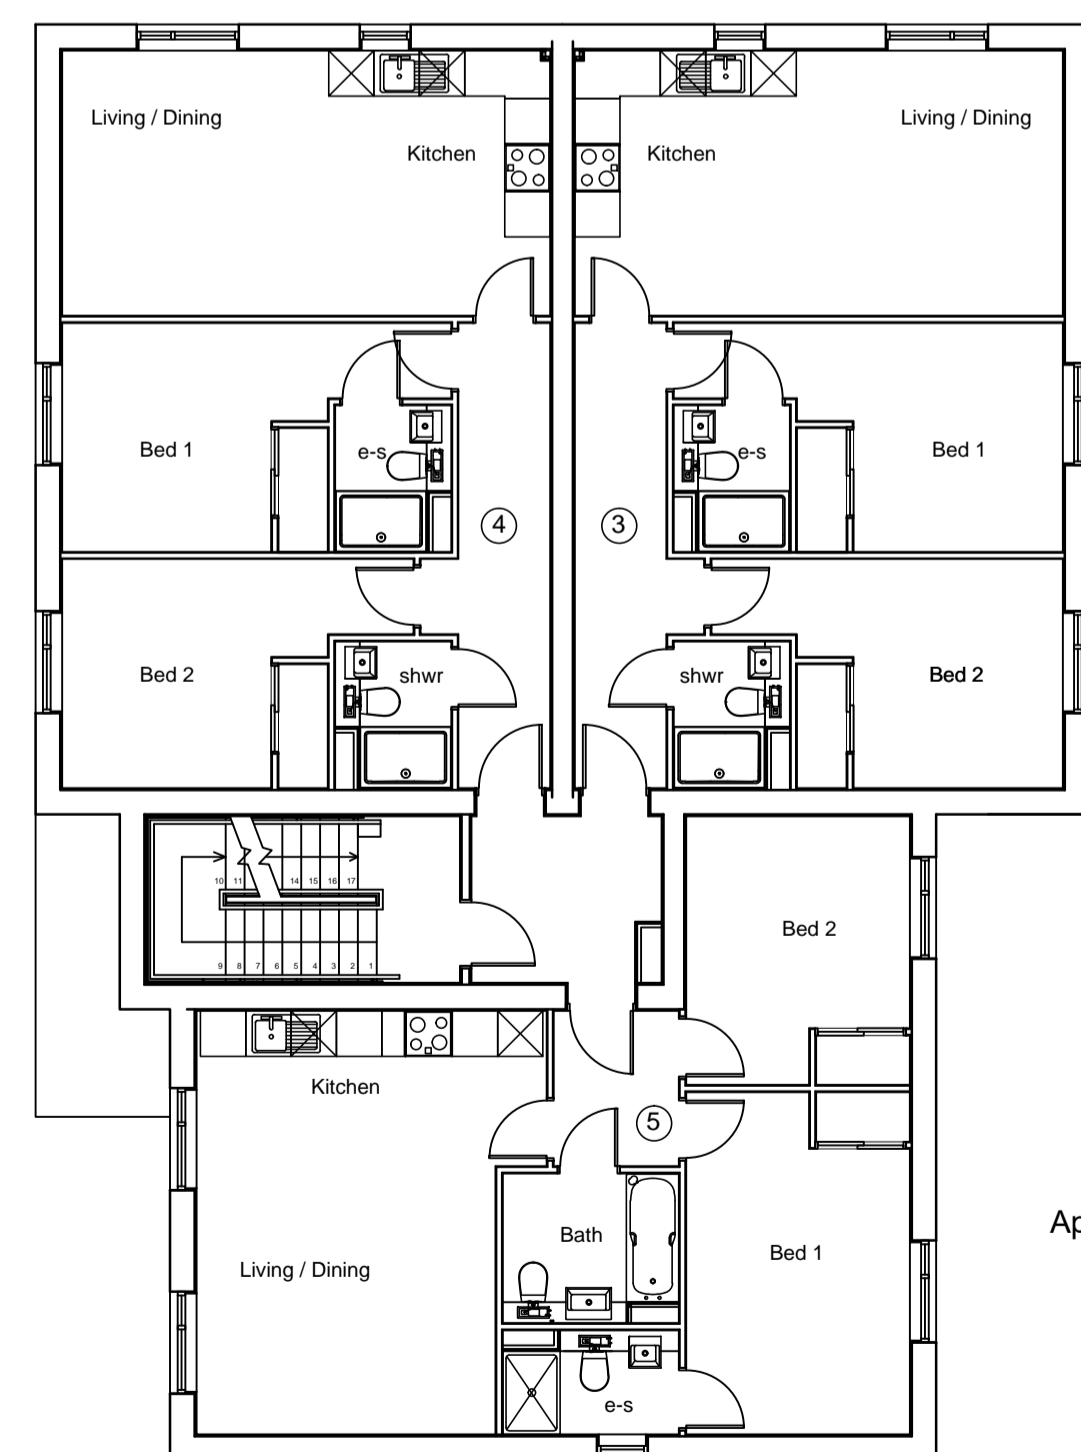 Living / Dining
Living / Dining
Kitchen
Kitchen
Bed 1
e-s
e-s
Bed 1
4
3
Bed 2
shwr
shwr
Bed 2
10 11 14 15 16 17
9 8 7 6 5 4 3 2 1
Bed 2
Kitchen
5
Ap
Bath
Bed 1
Living / Dining
e-s